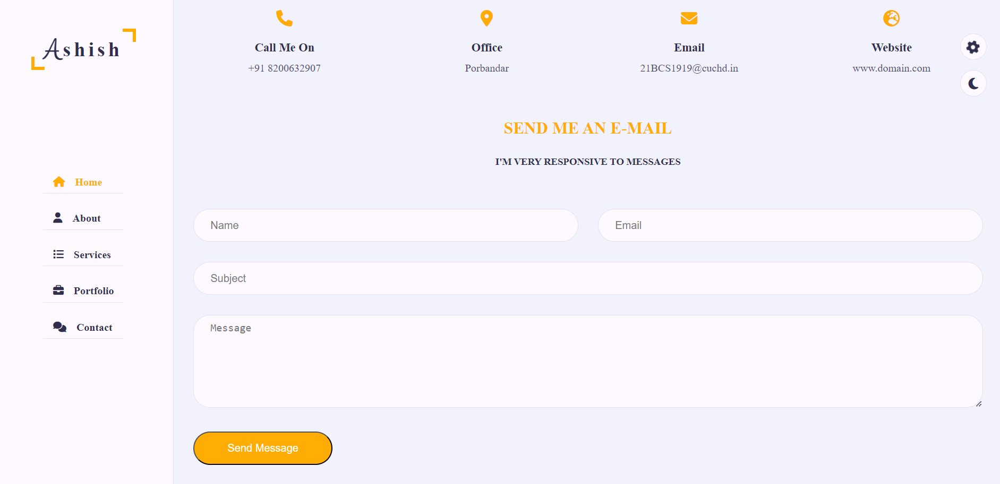 Ashish
Home
About
Services
Portfolio
Contact
Call Me On
+91 8200632907
Office
Porbandar
Email
21BCS1919@cuchd.in
Website
www.domain.com
SEND ME AN E-MAIL
I'M VERY RESPONSIVE TO MESSAGES
Name
Email
Subject
Message
Send Message